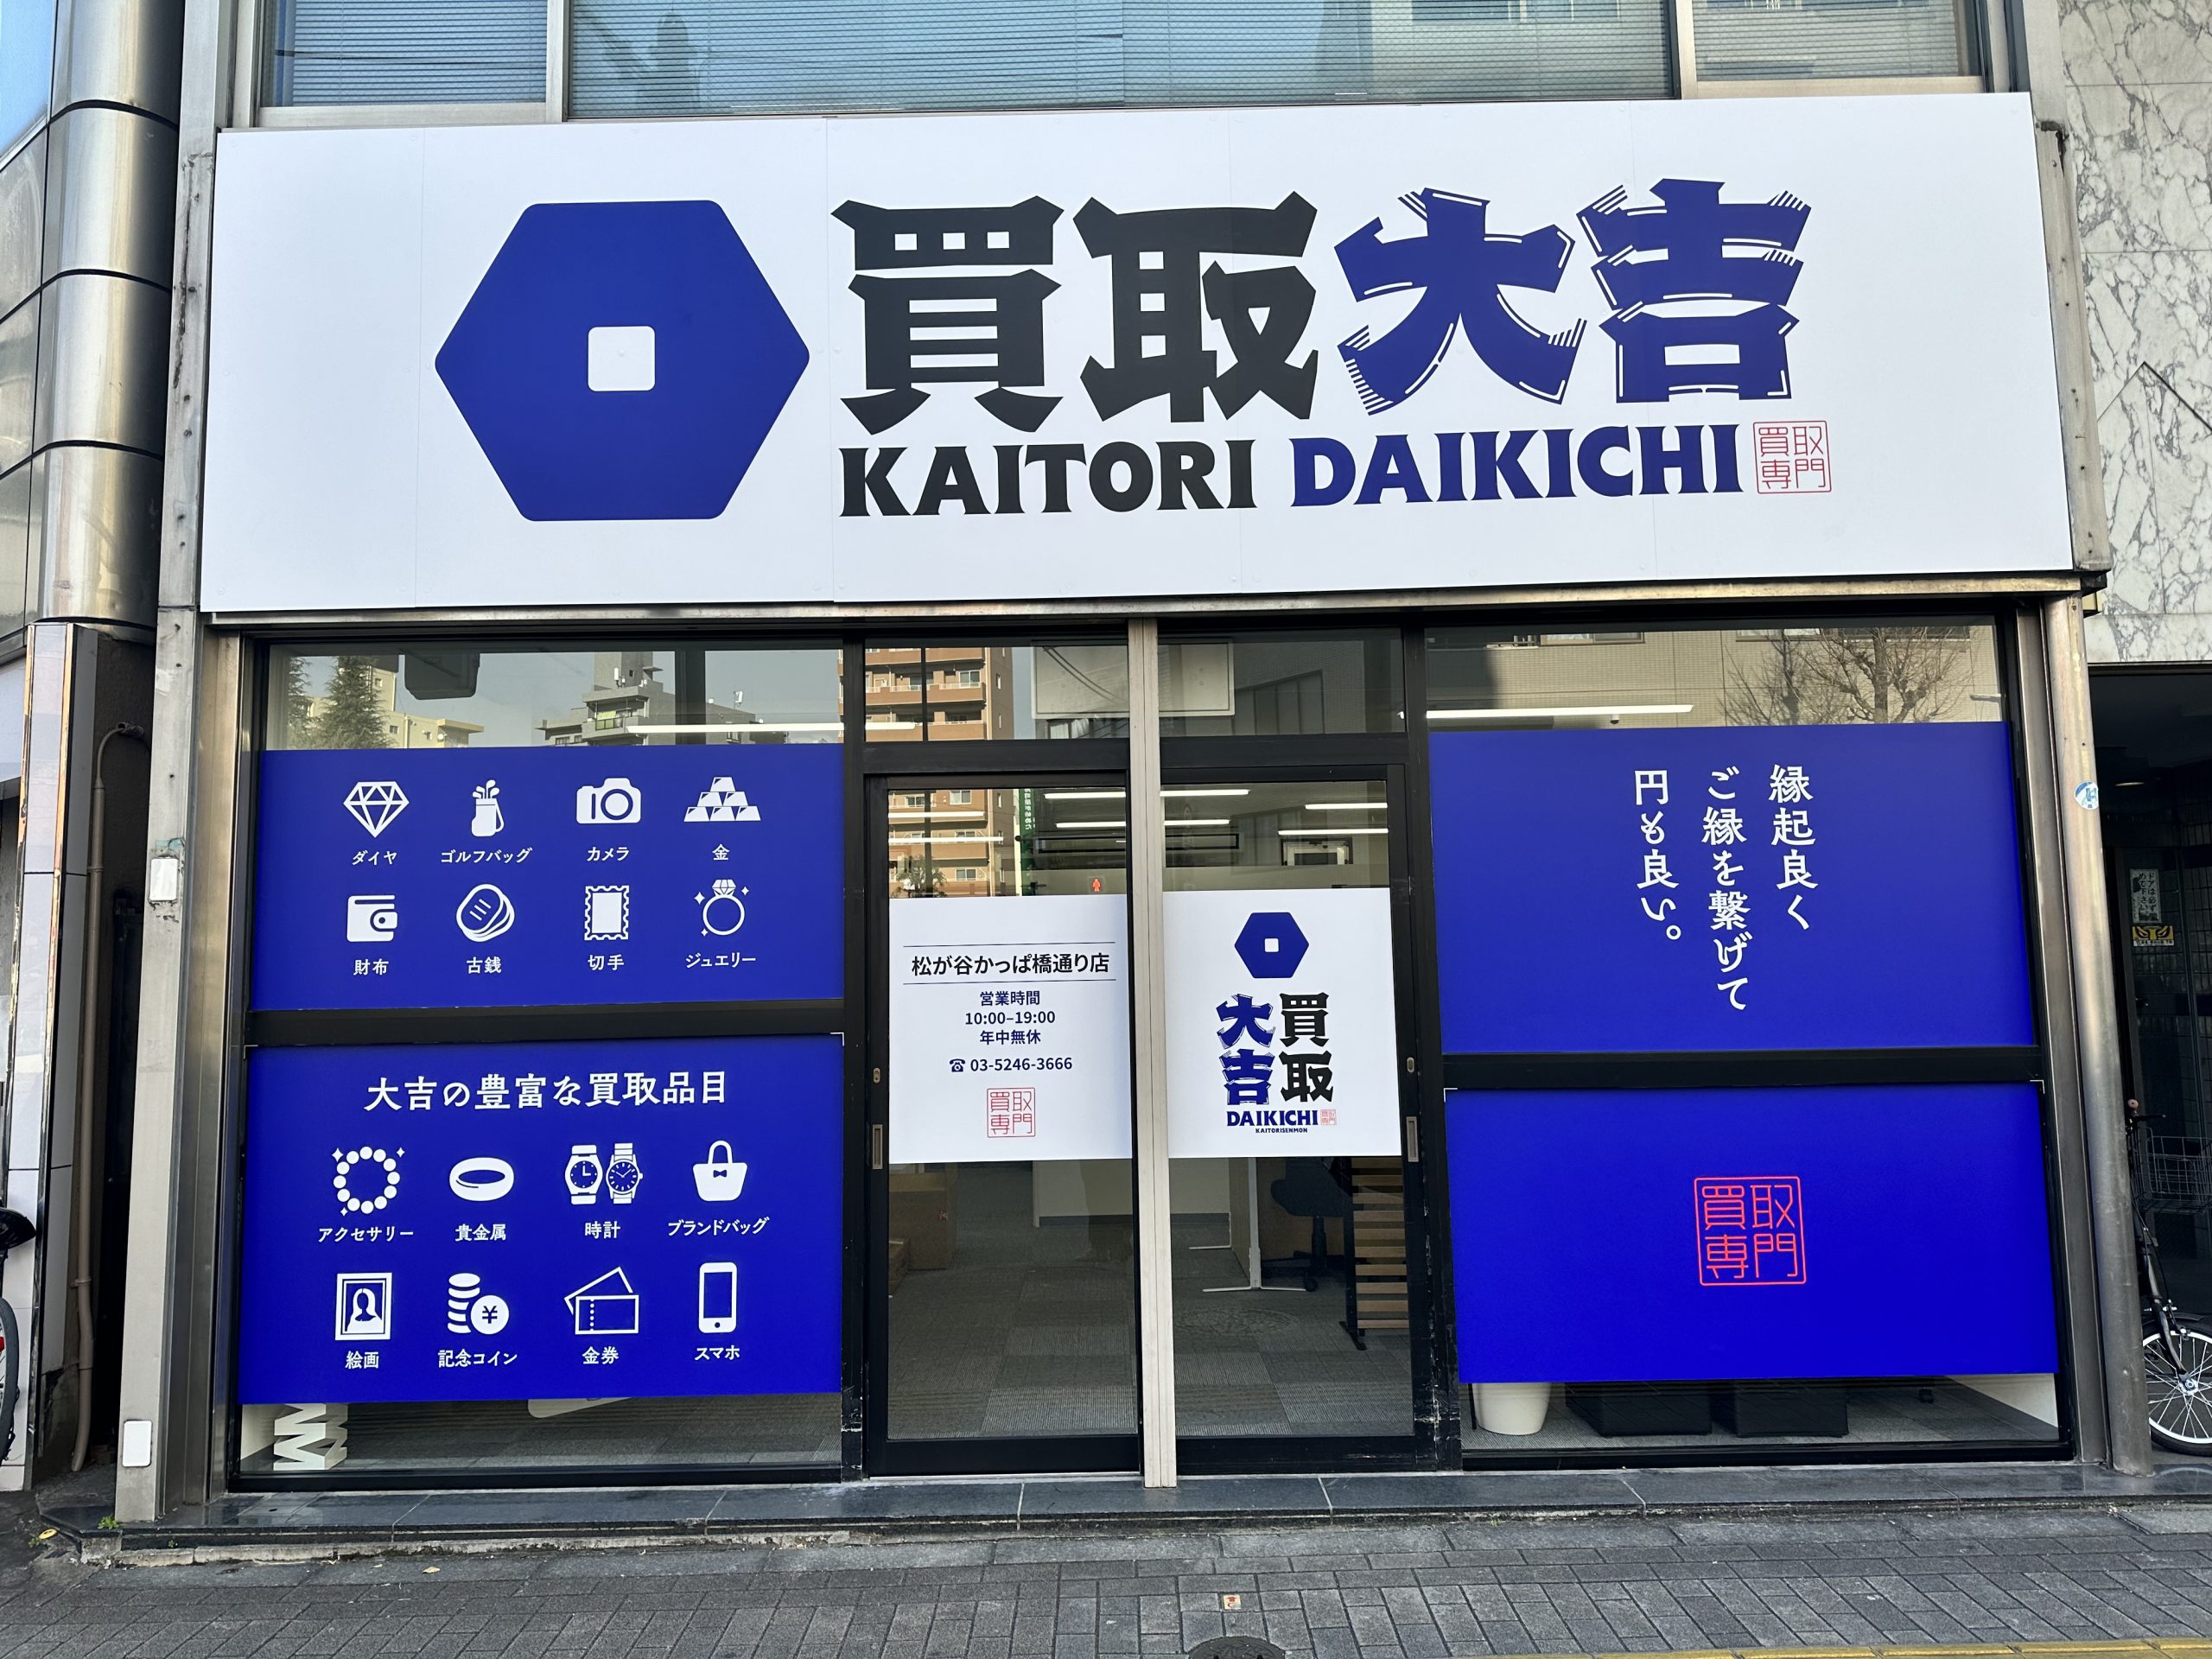 買取大吉
KAITORI DAIKICHI
買取
専門
ダイヤ ゴルフバッグ カメラ 金
財布 古銭 切手 ジュエリー
大吉の豊富な買取品目
アクセサリー 貴金属 時計 ブランドバッグ
絵画 記念コイン 金券 スマホ
松が谷かっぱ橋通り店
営業時間
10:00–19:00
年中無休
☎ 03-5246-3666
買取
専門
買取
大吉
DAIKICHI
買取
専門
KAITORISENMON
縁起良く
ご縁を繋げて
円も良い。
買取
専門